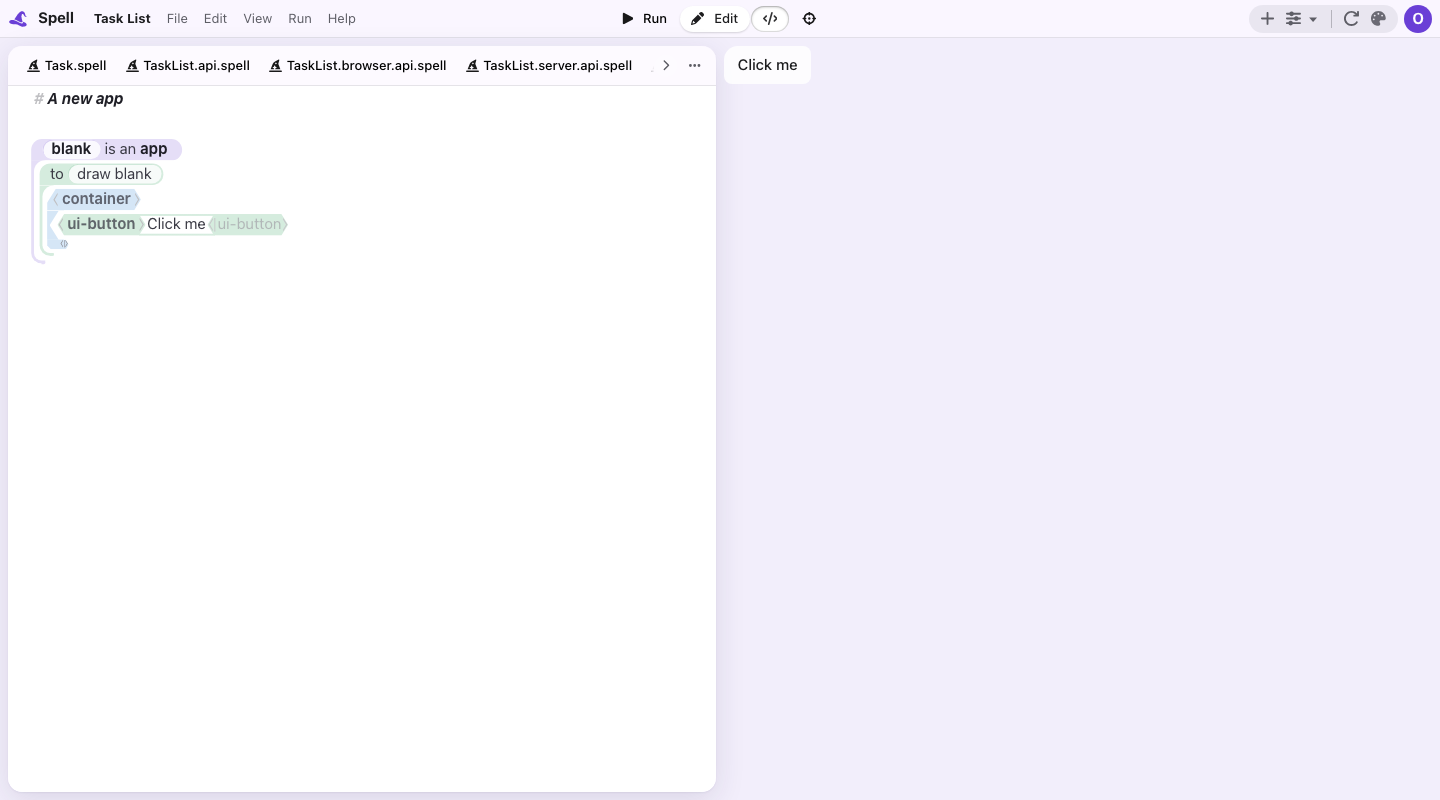 Spell Task List File Edit View Run Help Run Edit </> O
Task.spell TaskList.api.spell TaskList.browser.api.spell TaskList.server.api.spell
Click me
# A new app
blank is an app
to draw blank
container
ui-button Click me ui-button